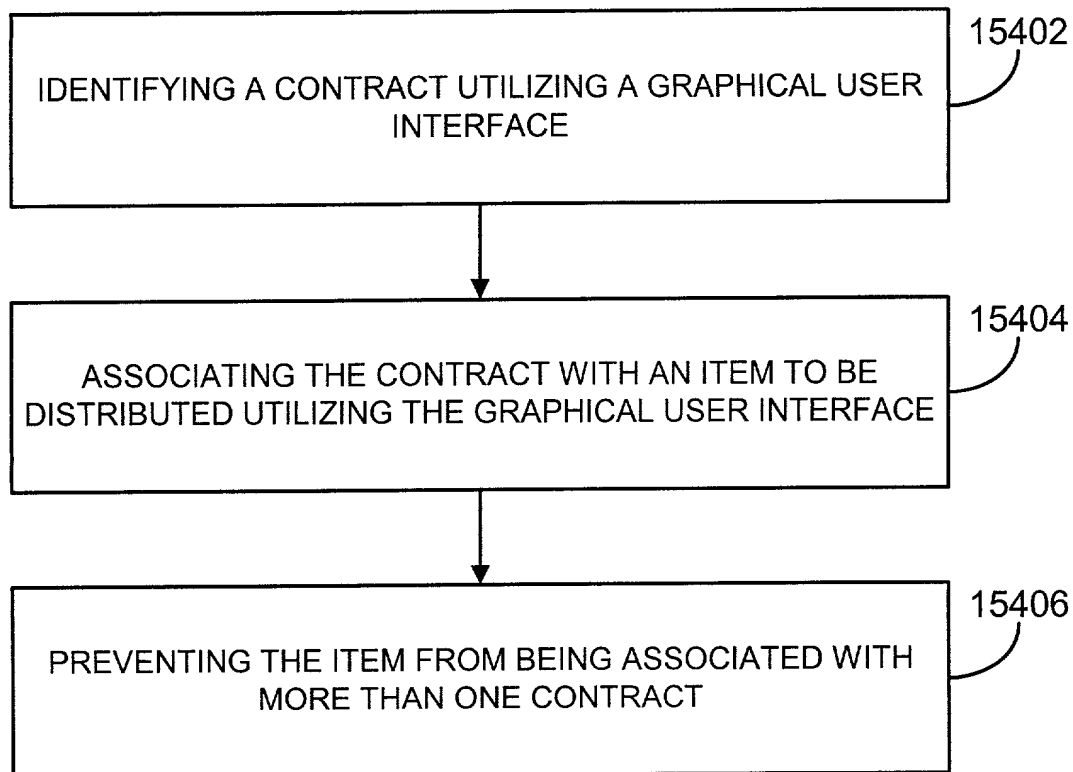 15402
IDENTIFYING A CONTRACT UTILIZING A GRAPHICAL USER
INTERFACE
15404
ASSOCIATING THE CONTRACT WITH AN ITEM TO BE
DISTRIBUTED UTILIZING THE GRAPHICAL USER INTERFACE
15406
PREVENTING THE ITEM FROM BEING ASSOCIATED WITH
MORE THAN ONE CONTRACT